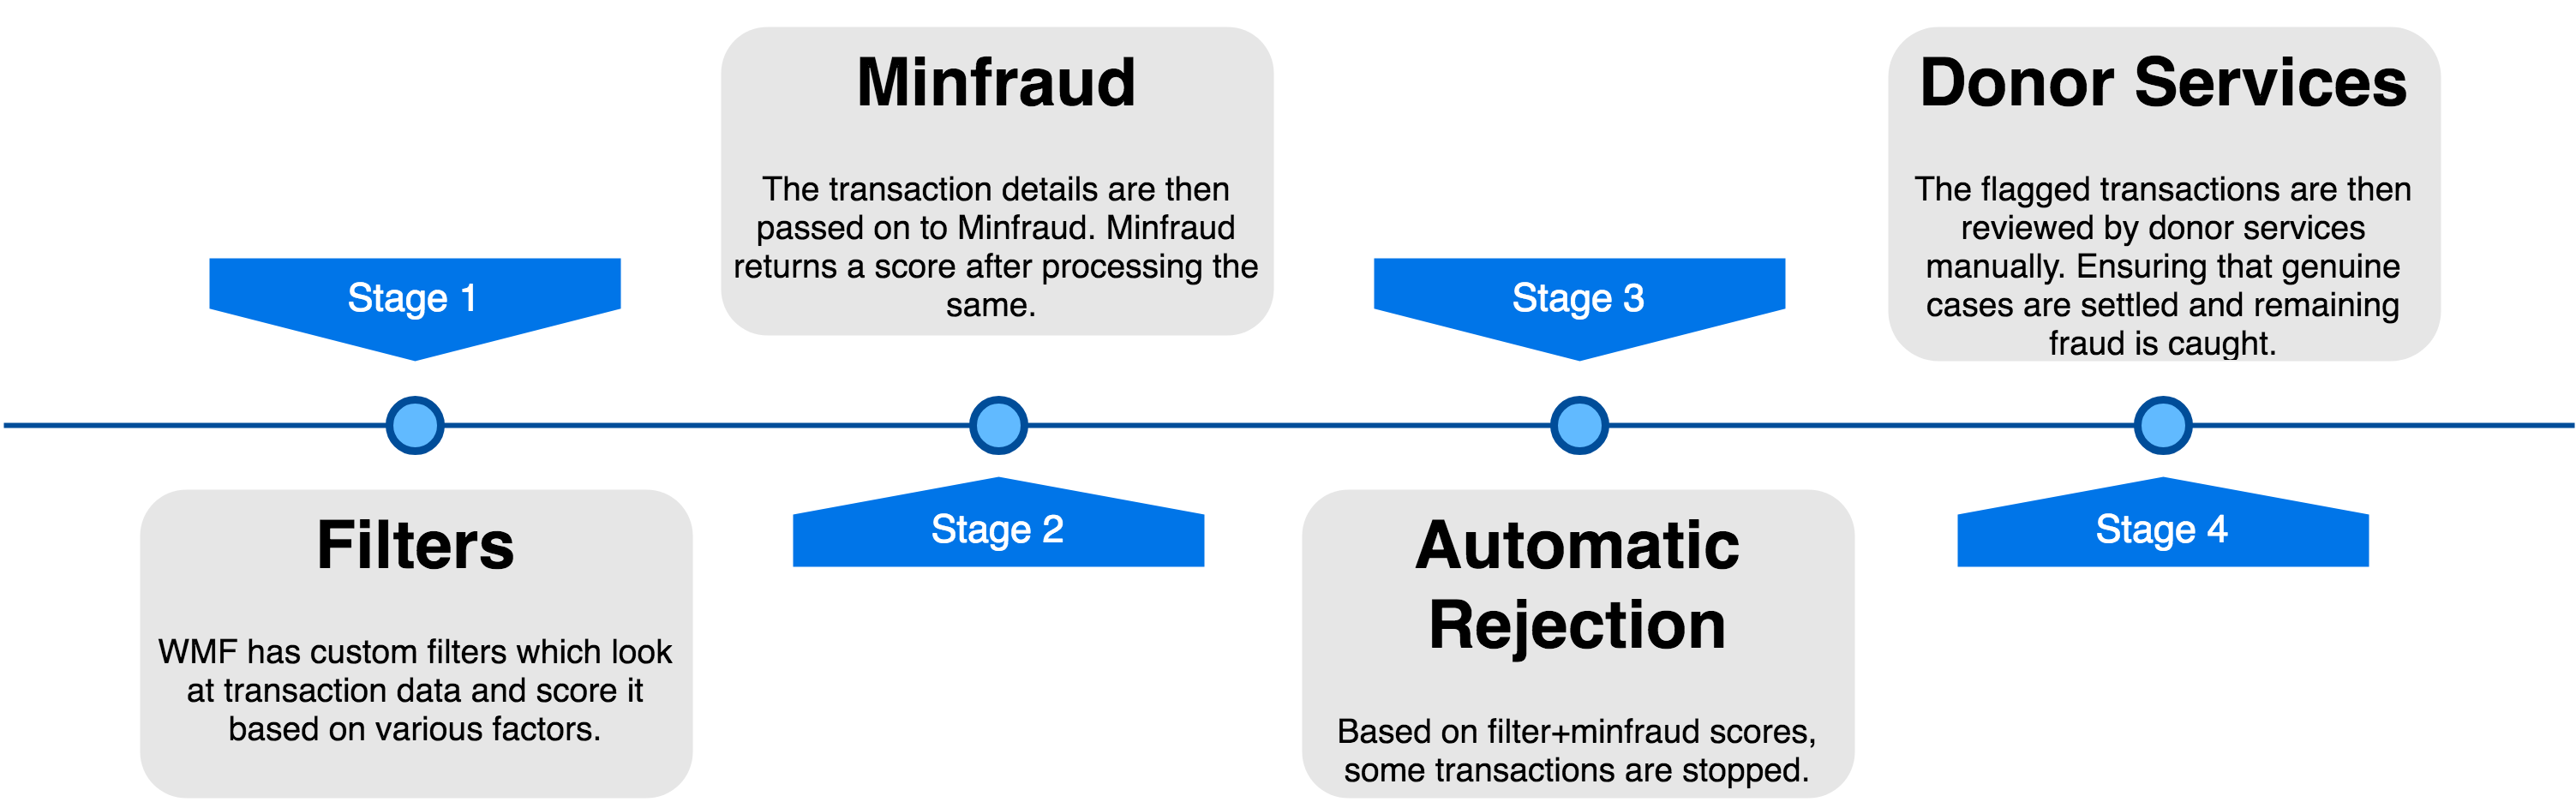 Stage 1
Filters
WMF has custom filters which look
at transaction data and score it
based on various factors.
Minfraud
The transaction details are then
passed on to Minfraud. Minfraud
returns a score after processing the
same.
Stage 2
Stage 3
Automatic
Rejection
Based on filter+minfraud scores,
some transactions are stopped.
Donor Services
The flagged transactions are then
reviewed by donor services
manually. Ensuring that genuine
cases are settled and remaining
fraud is caught.
Stage 4